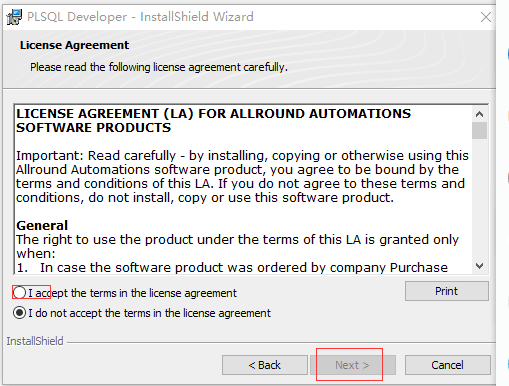 PLSQL Developer - InstallShield Wizard
License Agreement
Please read the following license agreement carefully.
LICENSE AGREEMENT (LA) FOR ALLROUND AUTOMATIONS
SOFTWARE PRODUCTS
Important: Read carefully - by installing, copying or otherwise using this
Allround Automations software product, you agree to be bound by the
terms and conditions of this LA. If you do not agree to these terms and
conditions, do not install, copy or use this software product.
General
The right to use the product under the terms of this LA is granted only
when:
1. In case the software product was ordered by company Purchase
I accept the terms in the license agreement
Print
I do not accept the terms in the license agreement
InstallShield
< Back
Next >
Cancel